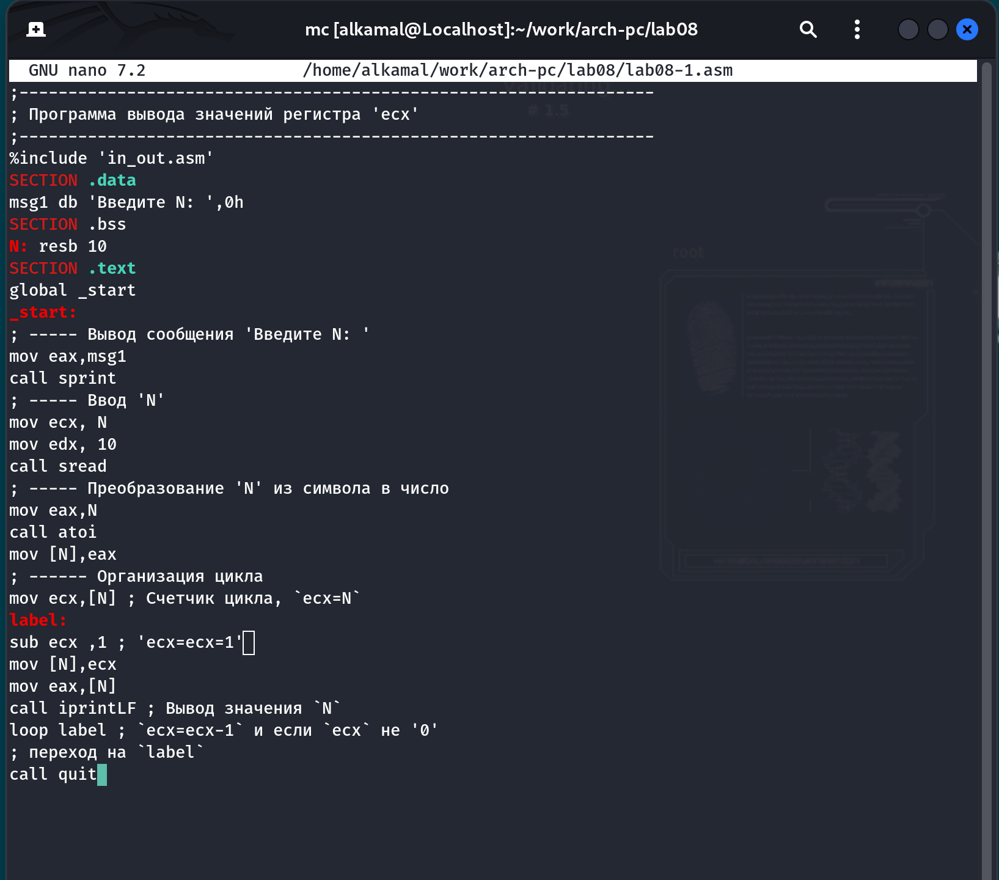 mc [alkamal@Localhost]:~/work/arch-pc/lab08
GNU nano 7.2 /home/alkamal/work/arch-pc/lab08/lab08-1.asm
;-----------------------------------------------------------------
; Программа вывода значений регистра 'ecx'
;-----------------------------------------------------------------
%include 'in_out.asm'
SECTION .data
msg1 db 'Введите N: ',0h
SECTION .bss
N: resb 10
SECTION .text
global _start
_start:
; ----- Вывод сообщения 'Введите N: '
mov eax,msg1
call sprint
; ----- Ввод 'N'
mov ecx, N
mov edx, 10
call sread
; ----- Преобразование 'N' из символа в число
mov eax,N
call atoi
mov [N],eax
; ------ Организация цикла
mov ecx,[N] ; Счетчик цикла, `ecx=N`
label:
sub ecx ,1 ; 'ecx=ecx=1'
mov [N],ecx
mov eax,[N]
call iprintLF ; Вывод значения `N`
loop label ; `ecx=ecx-1` и если `ecx` не '0'
; переход на `label`
call quit
# 1.5
root